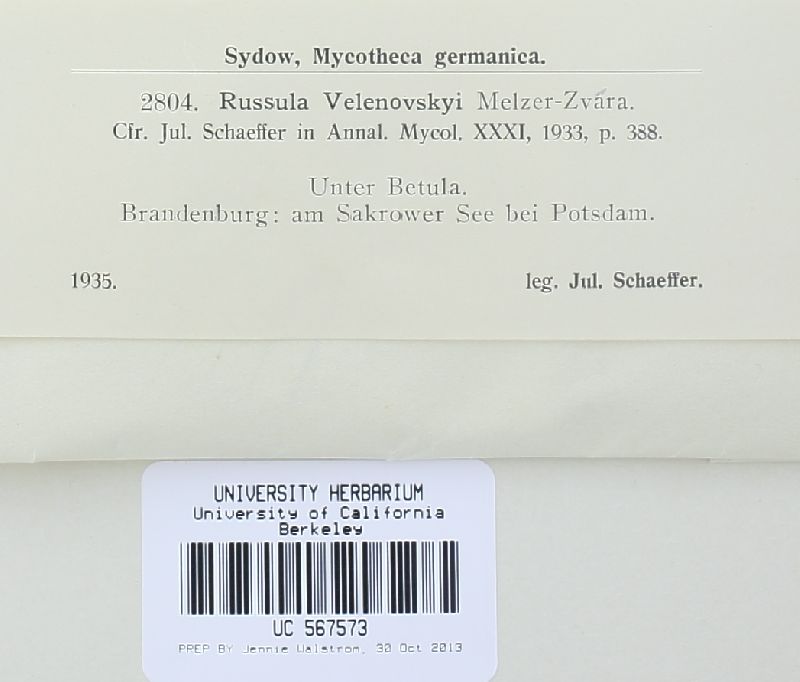 Sydow, Mycotheca germanica.
2804. Russula Velenovskyi Melzer-Zvára.
Cfr. Jul. Schaeffer in Annal. Mycol. XXXI, 1933, p. 388.
Unter Betula.
Brandenburg: am Sakrower See bei Potsdam.
1935. leg. Jul. Schaeffer.
UNIVERSITY HERBARIUM
University of California
Berkeley
UC 567573
PREP BY Jennie Walstrom, 30 Oct 2013